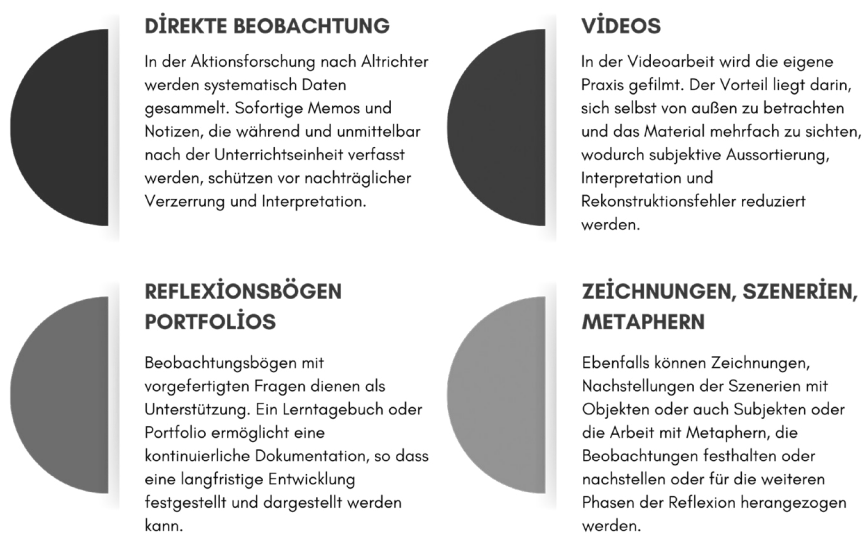 DİREKTE BEOBACHTUNG
In der Aktionsforschung nach Altrichter
werden systematisch Daten
gesammelt. Sofortige Memos und
Notizen, die während und unmittelbar
nach der Unterrichtseinheit verfasst
werden, schützen vor nachträglicher
Verzerrung und Interpretation.
VİDEOS
In der Videoarbeit wird die eigene
Praxis gefilmt. Der Vorteil liegt darin,
sich selbst von außen zu betrachten
und das Material mehrfach zu sichten,
wodurch subjektive Aussortierung,
Interpretation und
Rekonstruktionsfehler reduziert
werden.
REFLEXİONSBÖGEN
PORTFOLİOS
Beobachtungsbögen mit
vorgefertigten Fragen dienen als
Unterstützung. Ein Lerntagebuch oder
Portfolio ermöglicht eine
kontinuierliche Dokumentation, so dass
eine langfristige Entwicklung
festgestellt und dargestellt werden
kann.
ZEİCHNUNGEN, SZENERİEN,
METAPHERN
Ebenfalls können Zeichnungen,
Nachstellungen der Szenerien mit
Objekten oder auch Subjekten oder
die Arbeit mit Metaphern, die
Beobachtungen festhalten oder
nachstellen oder für die weiteren
Phasen der Reflexion herangezogen
werden.